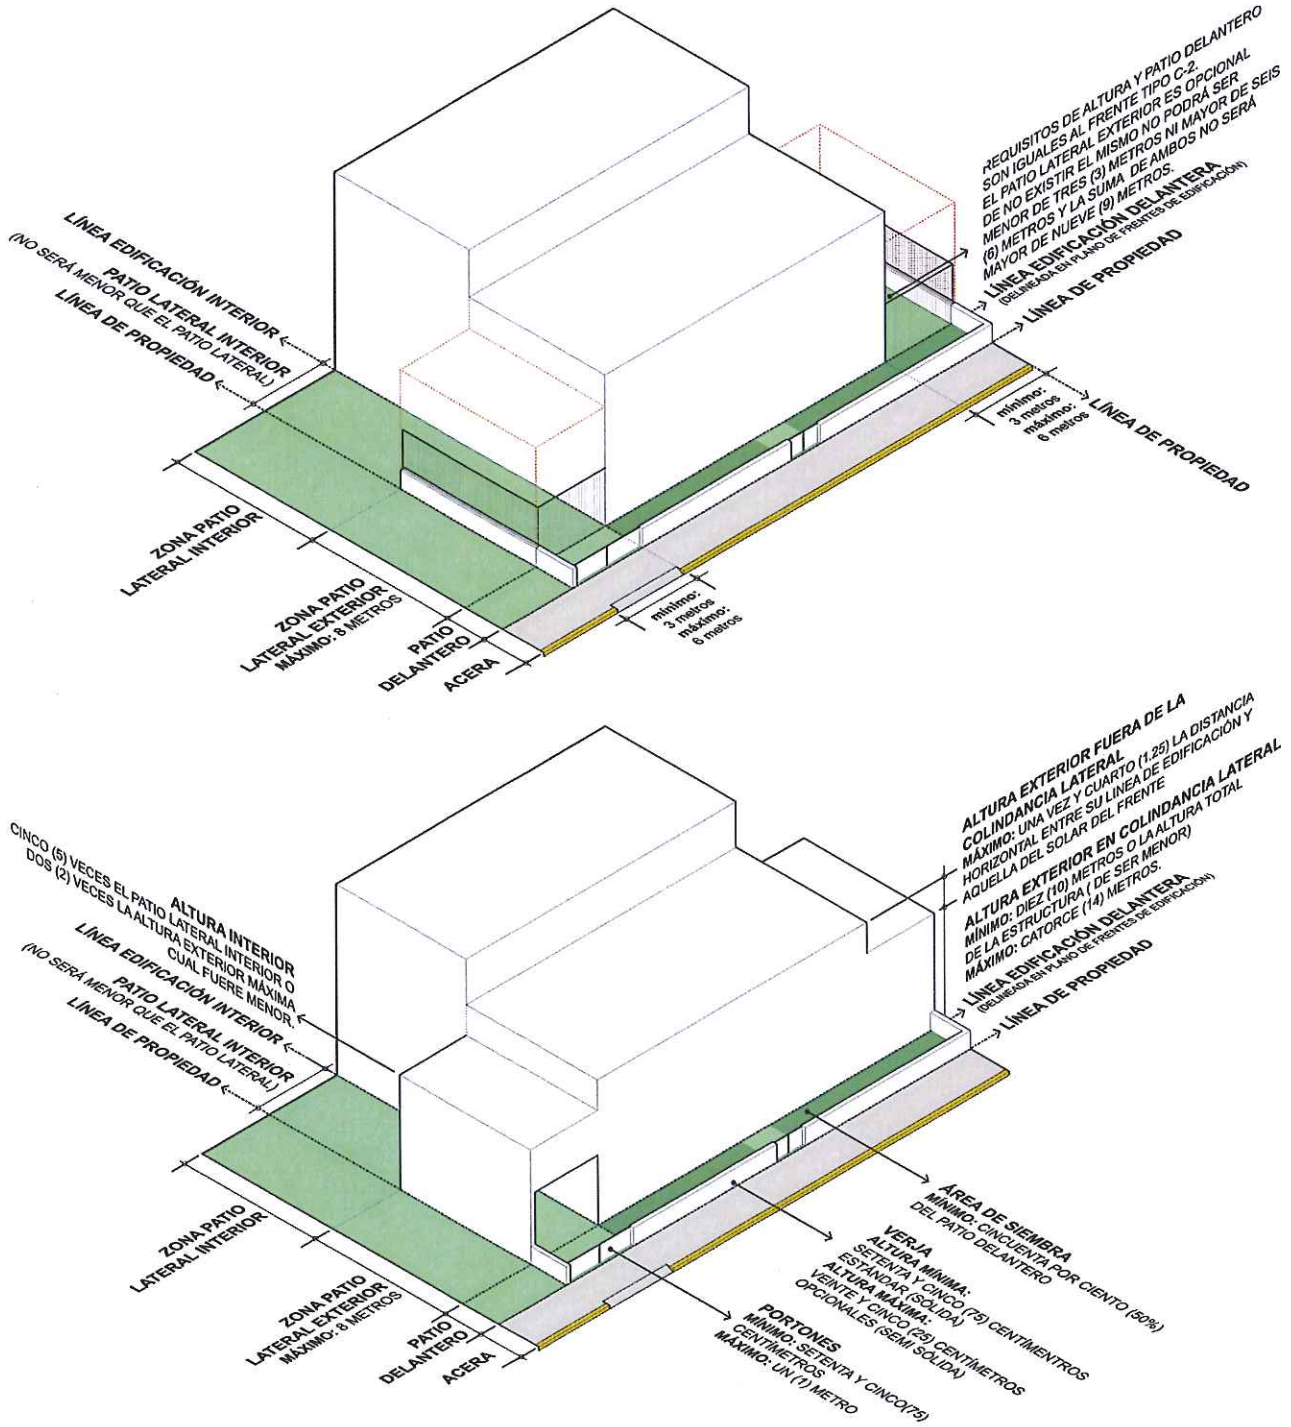 REQUISITOS DE ALTURA Y PATIO DELANTERO
SON IGUALES AL FRENTE TIPO C-2.
EL PATIO LATERAL EXTERIOR ES OPCIONAL
DE NO EXISTIR EL MISMO NO PODRÁ SER
MENOR DE TRES (3) METROS NI MAYOR DE SEIS
(6) METROS Y LA SUMA DE AMBOS NO SERÁ
MAYOR DE NUEVE (9) METROS.
LÍNEA EDIFICACIÓN DELANTERA
(DELINEADA EN PLANO DE FRENTES DE EDIFICACIÓN)
LÍNEA DE PROPIEDAD
LÍNEA EDIFICACIÓN INTERIOR
PATIO LATERAL INTERIOR
(NO SERÁ MENOR QUE EL PATIO LATERAL)
LÍNEA DE PROPIEDAD
mínimo:
3 metros
máximo:
6 metros
LÍNEA DE PROPIEDAD
ZONA PATIO
LATERAL INTERIOR
ZONA PATIO
LATERAL EXTERIOR
MÁXIMO: 8 METROS
PATIO
DELANTERO
ACERA
mínimo:
3 metros
máximo:
6 metros
ALTURA EXTERIOR FUERA DE LA
COLINDANCIA LATERAL
MÁXIMO: UNA VEZ Y CUARTO (1.25) LA DISTANCIA
HORIZONTAL ENTRE SU LINEA DE EDIFICACIÓN Y
AQUELLA DEL SOLAR DEL FRENTE
ALTURA EXTERIOR EN COLINDANCIA LATERAL
MÍNIMO: DIEZ (10) METROS O LA ALTURA TOTAL
DE LA ESTRUCTURA ( DE SER MENOR)
MÁXIMO: CATORCE (14) METROS.
LÍNEA EDIFICACIÓN DELANTERA
(DELINEADA EN PLANO DE FRENTES DE EDIFICACIÓN)
LÍNEA DE PROPIEDAD
ALTURA INTERIOR
CINCO (5) VECES EL PATIO LATERAL INTERIOR O
DOS (2) VECES LA ALTURA EXTERIOR MÁXIMA
CUAL FUERE MENOR.
LÍNEA EDIFICACIÓN INTERIOR
PATIO LATERAL INTERIOR
(NO SERÁ MENOR QUE EL PATIO LATERAL)
LÍNEA DE PROPIEDAD
ZONA PATIO
LATERAL INTERIOR
ZONA PATIO
LATERAL EXTERIOR
MÁXIMO: 8 METROS
PATIO
DELANTERO
ACERA
ÁREA DE SIEMBRA
MÍNIMO: CINCUENTA POR CIENTO (50%)
DEL PATIO DELANTERO
VERJA
ALTURA MÍNIMA:
SETENTA Y CINCO (75) CENTÍMENTROS
ESTÁNDAR (SÓLIDA)
ALTURA MÁXIMA:
VEINTE Y CINCO (25) CENTÍMETROS
OPCIONALES (SEMI SÓLIDA)
PORTONES
MÍNIMO: SETENTA Y CINCO(75)
CENTÍMETROS
MÁXIMO: UN (1) METRO